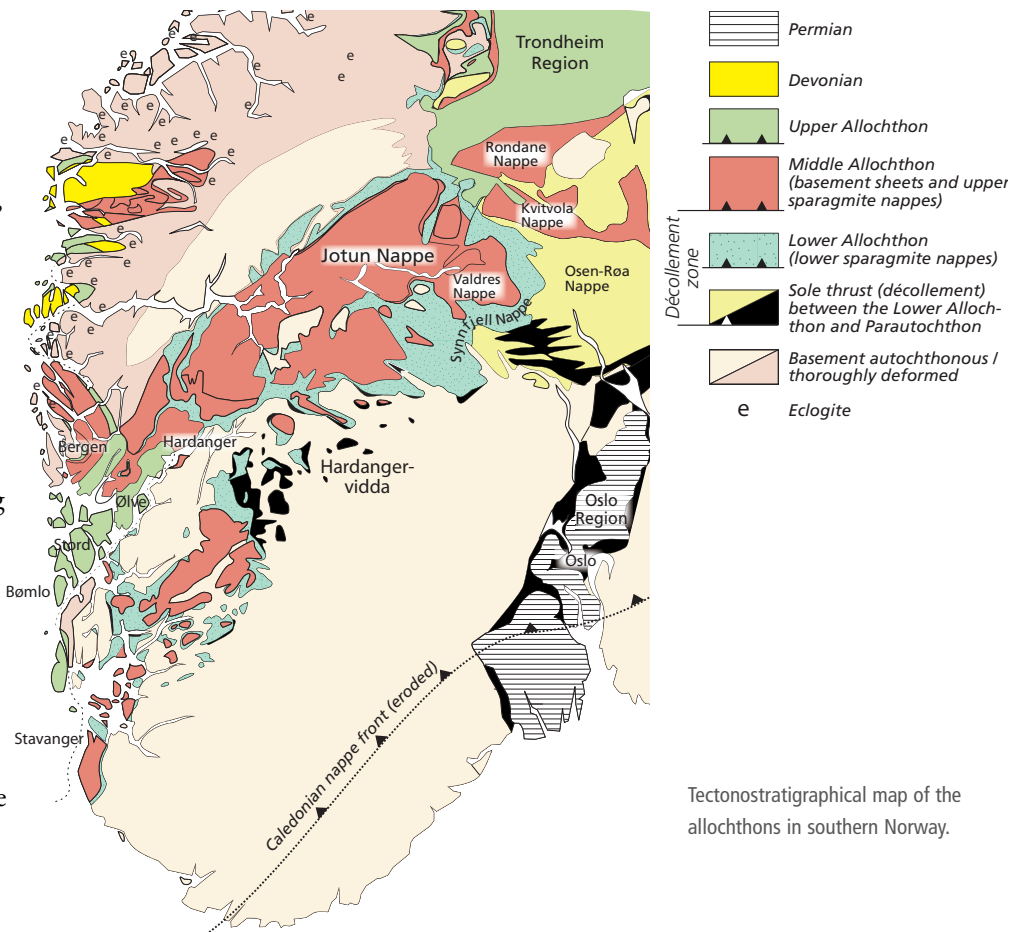 Trondheim
Region
Rondane
Nappe
Kvitvola
Nappe
Jotun Nappe
Valdres
Nappe
Osen-Røa
Nappe
Synnfjell Nappe
Bergen
Hardanger
Hardanger-
vidda
Ølve
Stord
Bømlo
Oslo
Region
Oslo
Stavanger
Caledonian nappe front (eroded)
e e e e e e e e e e e e e e e e e e e e e e e e e e e e
g
e
Permian
Devonian
Upper Allochthon
Middle Allochthon
(basement sheets and upper
sparagmite nappes)
Décollement
zone
Lower Allochthon
(lower sparagmite nappes)
Sole thrust (décollement)
between the Lower Alloch-
thon and Parautochthon
Basement autochthonous /
thoroughly deformed
e Eclogite
Tectonostratigraphical map of the
allochthons in southern Norway.